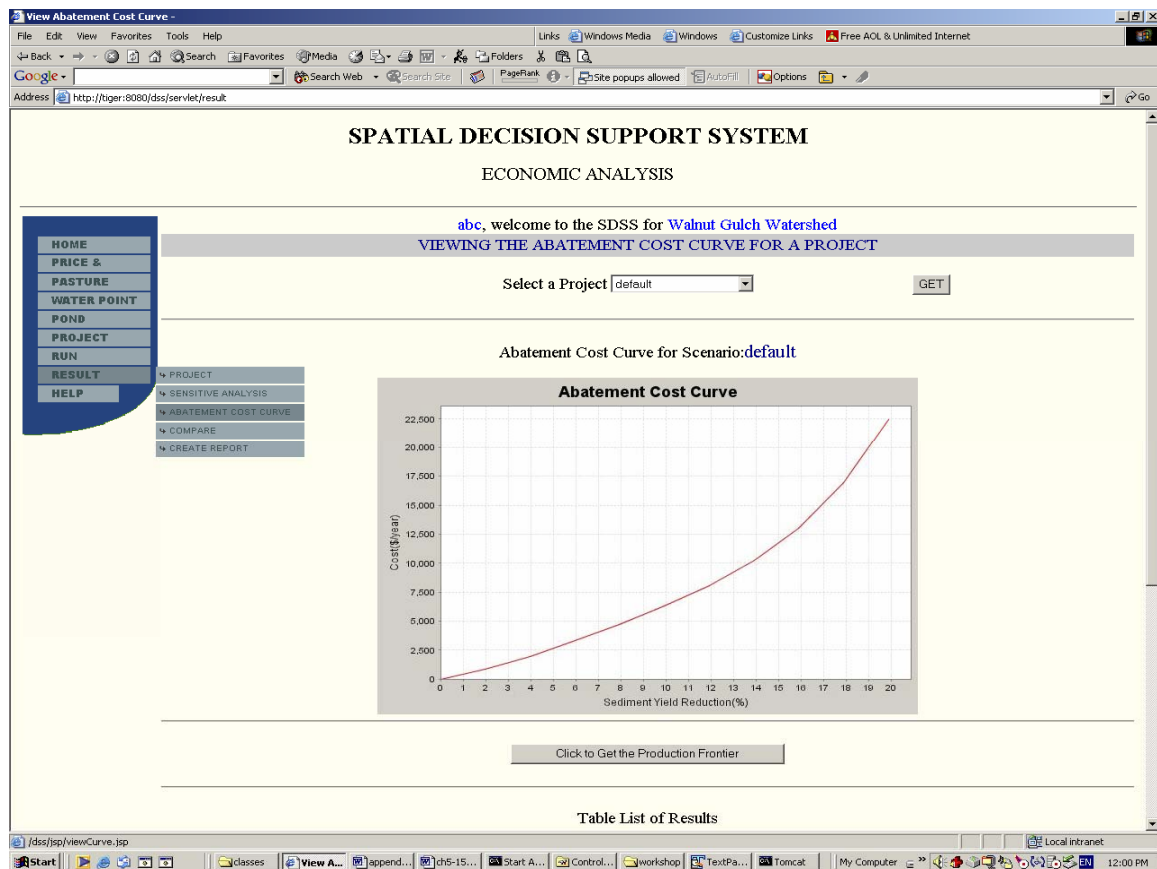 View Abatement Cost Curve -
File Edit View Favorites Tools Help Links Windows Media Windows Customize Links Free AOL & Unlimited Internet
Back Search Favorites Media Folders
Google Search Web Search Site PageRank Site popups allowed AutoFill Options
Address http://tiger:8080/dss/servlet/result Go
SPATIAL DECISION SUPPORT SYSTEM
ECONOMIC ANALYSIS
abc, welcome to the SDSS for Walnut Gulch Watershed
VIEWING THE ABATEMENT COST CURVE FOR A PROJECT
HOME
PRICE &
PASTURE
WATER POINT
POND
PROJECT
RUN
RESULT
HELP
PROJECT
SENSITIVE ANALYSIS
ABATEMENT COST CURVE
COMPARE
CREATE REPORT
Select a Project default GET
Abatement Cost Curve for Scenario:default
Abatement Cost Curve
Cost($/year)
22,500
20,000
17,500
15,000
12,500
10,000
7,500
5,000
2,500
0
0 1 2 3 4 5 6 7 8 9 10 11 12 13 14 15 16 17 18 19 20
Sediment Yield Reduction(%)
Click to Get the Production Frontier
Table List of Results
/dss/jsp/viewCurve.jsp Local intranet
Start classes View A... append... ch5-15... Start A... Control... workshop TextPa... Tomcat My Computer » EN 12:00 PM